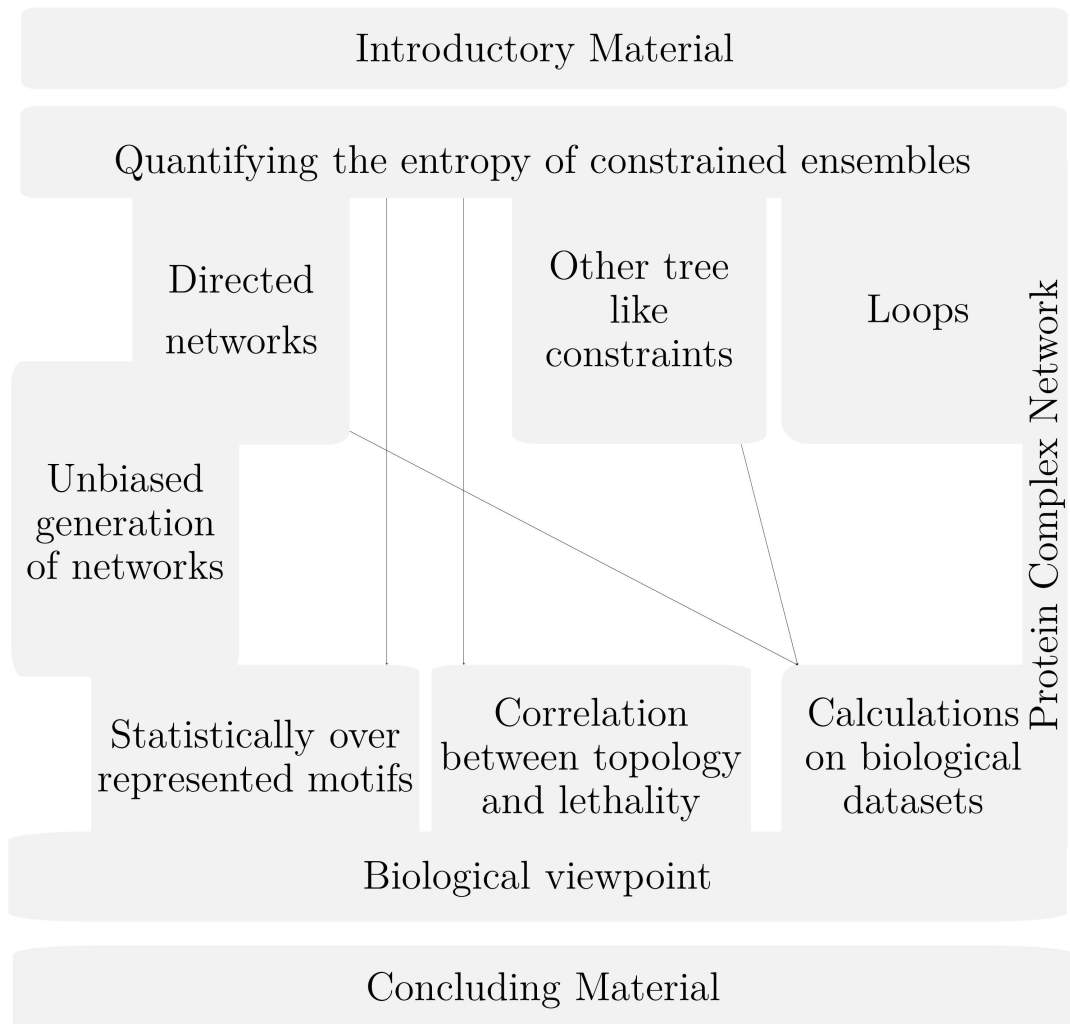 Introductory Material
Quantifying the entropy of constrained ensembles
Directed
networks
Other tree
like
constraints
Loops
Protein Complex Network
Unbiased
generation
of networks
Statistically over
represented motifs
Correlation
between topology
and lethality
Calculations
on biological
datasets
Biological viewpoint
Concluding Material